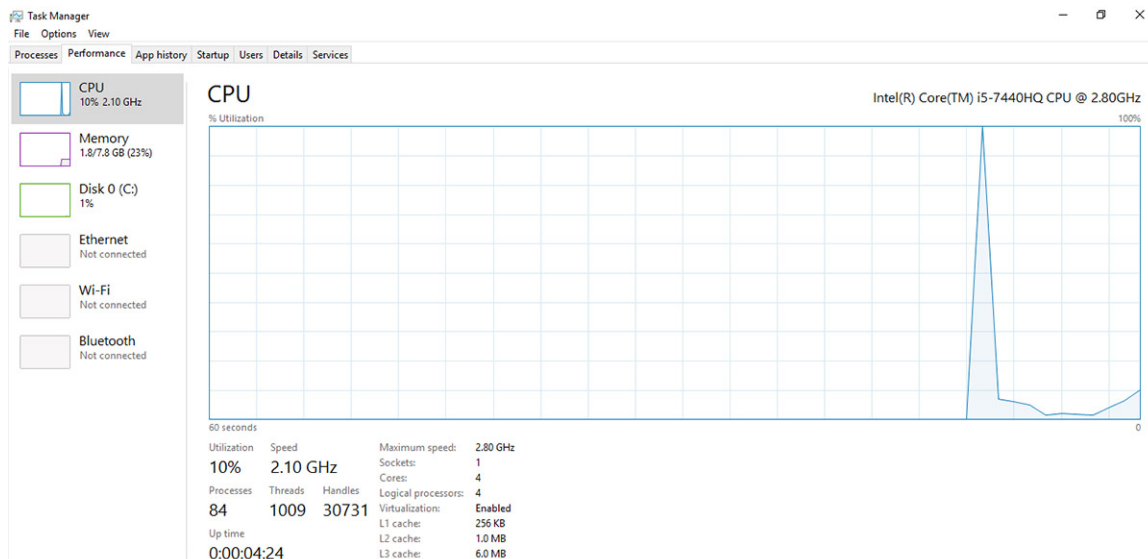 Task Manager
File Options View
Processes Performance App history Startup Users Details Services
CPU
10% 2.10 GHz
Memory
1.8/7.8 GB (23%)
Disk 0 (C:)
1%
Ethernet
Not connected
Wi-Fi
Not connected
Bluetooth
Not connected
CPU
Intel(R) Core(TM) i5-7440HQ CPU @ 2.80GHz
% Utilization 100%
60 seconds 0
Utilization Speed
10% 2.10 GHz
Processes Threads Handles
84 1009 30731
Up time
0:00:04:24
Maximum speed: 2.80 GHz
Sockets: 1
Cores: 4
Logical processors: 4
Virtualization: Enabled
L1 cache: 256 KB
L2 cache: 1.0 MB
L3 cache: 6.0 MB